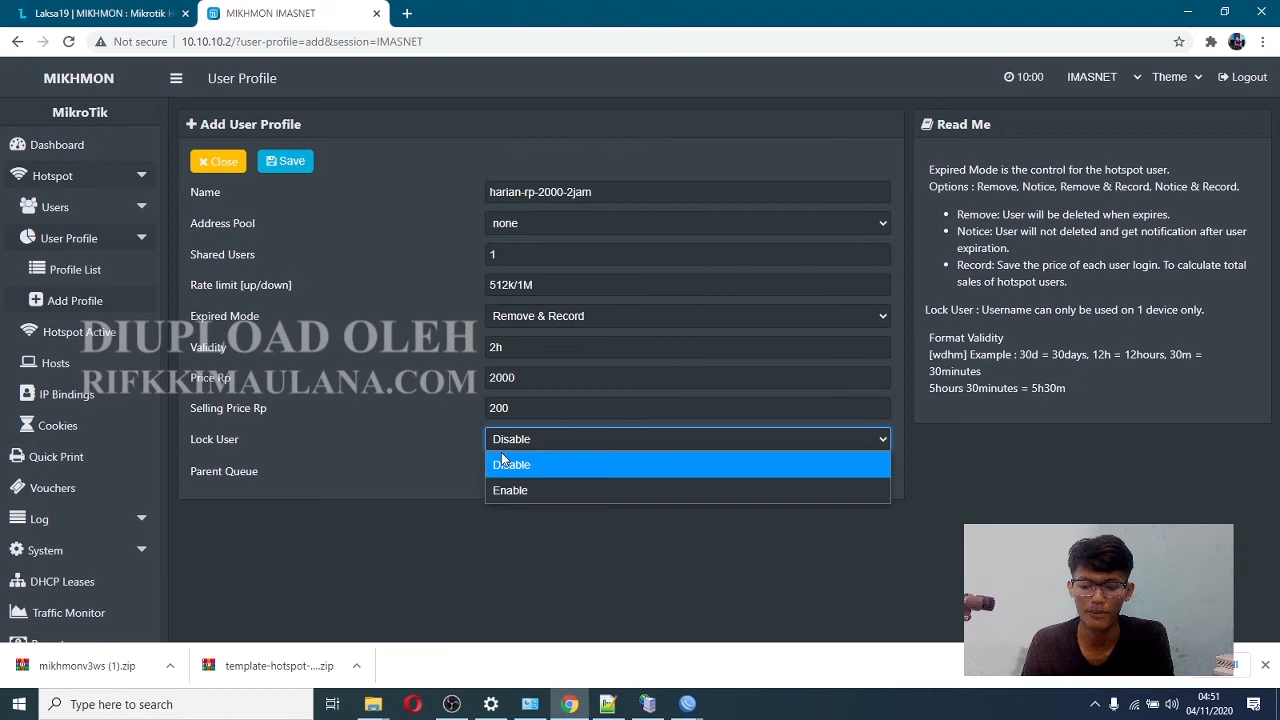 Laksa19 | MIKHMON : Mikrotik H
MIKHMON IMASNET
Not secure
10.10.10.2/?user-profile=add&session=IMASNET
MIKHMON
User Profile
10:00
IMASNET
Theme
Logout
MikroTik
Dashboard
Hotspot
Users
User Profile
Profile List
Add Profile
Hotspot Active
Hosts
IP Bindings
Cookies
Quick Print
Vouchers
Log
System
DHCP Leases
Traffic Monitor
Add User Profile
Close
Save
Name
harian-rp-2000-2jam
Address Pool
none
Shared Users
1
Rate limit [up/down]
512k/1M
Expired Mode
Remove & Record
Validity
2h
Price Rp
2000
Selling Price Rp
200
Lock User
Disable
Disable
Enable
Parent Queue
DIUPLOAD OLEH
RIFKKIMAULANA.COM
Read Me
Expired Mode is the control for the hotspot user.
Options : Remove, Notice, Remove & Record, Notice & Record.
• Remove: User will be deleted when expires.
• Notice: User will not deleted and get notification after user
expiration.
• Record: Save the price of each user login. To calculate total
sales of hotspot users.
Lock User : Username can only be used on 1 device only.
Format Validity
[wdhm] Example : 30d = 30days, 12h = 12hours, 30m =
30minutes
5hours 30minutes = 5h30m
mikhmonv3ws (1).zip
template-hotspot-....zip
Type here to search
04:51
04/11/2020